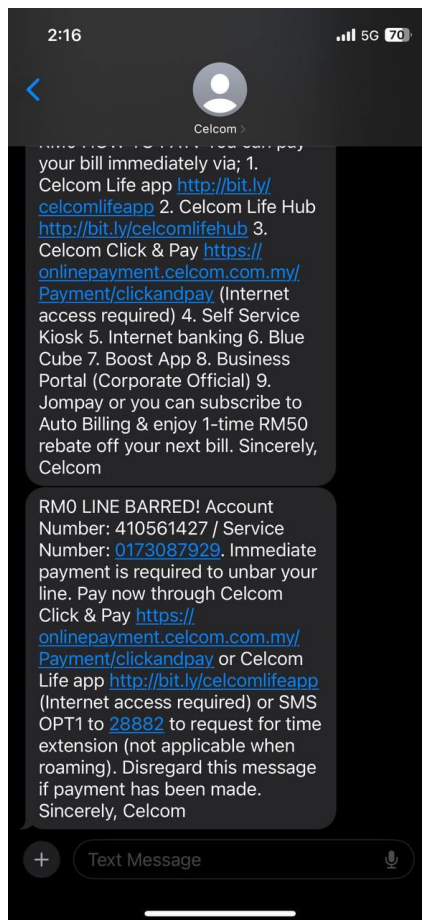 2:16
5G 70
Celcom
RM0 HOW TO PAY? You can pay
your bill immediately via; 1.
Celcom Life app http://bit.ly/
celcomlifeapp 2. Celcom Life Hub
http://bit.ly/celcomlifehub 3.
Celcom Click & Pay https://
onlinepayment.celcom.com.my/
Payment/clickandpay (Internet
access required) 4. Self Service
Kiosk 5. Internet banking 6. Blue
Cube 7. Boost App 8. Business
Portal (Corporate Official) 9.
Jompay or you can subscribe to
Auto Billing & enjoy 1-time RM50
rebate off your next bill. Sincerely,
Celcom
RM0 LINE BARRED! Account
Number: 410561427 / Service
Number: 0173087929. Immediate
payment is required to unbar your
line. Pay now through Celcom
Click & Pay https://
onlinepayment.celcom.com.my/
Payment/clickandpay or Celcom
Life app http://bit.ly/celcomlifeapp
(Internet access required) or SMS
OPT1 to 28882 to request for time
extension (not applicable when
roaming). Disregard this message
if payment has been made.
Sincerely, Celcom
Text Message